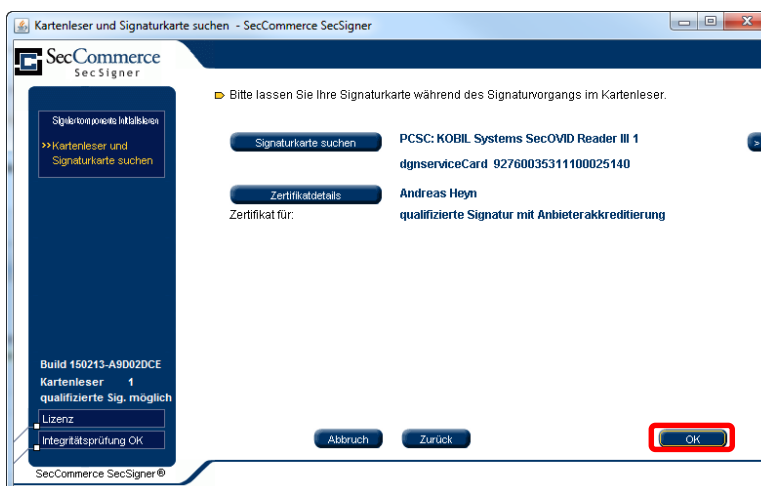 Kartenleser und Signaturkarte suchen - SecCommerce SecSigner
SecCommerce
SecSigner
Bitte lassen Sie Ihre Signaturkarte während des Signaturvorgangs im Kartenleser.
Signierkomponente Initialisieren
>>Kartenleser und
Signaturkarte suchen
Signaturkarte suchen
PCSC: KOBIL Systems SecOVID Reader III 1
>
dgnserviceCard 92760035311100025140
Zertifikatdetails
Andreas Heyn
Zertifikat für:
qualifizierte Signatur mit Anbieterakkreditierung
Build 150213-A9D02DCE
Kartenleser 1
qualifizierte Sig. möglich
Lizenz
Integritätsprüfung OK
Abbruch
Zurück
OK
SecCommerce SecSigner®